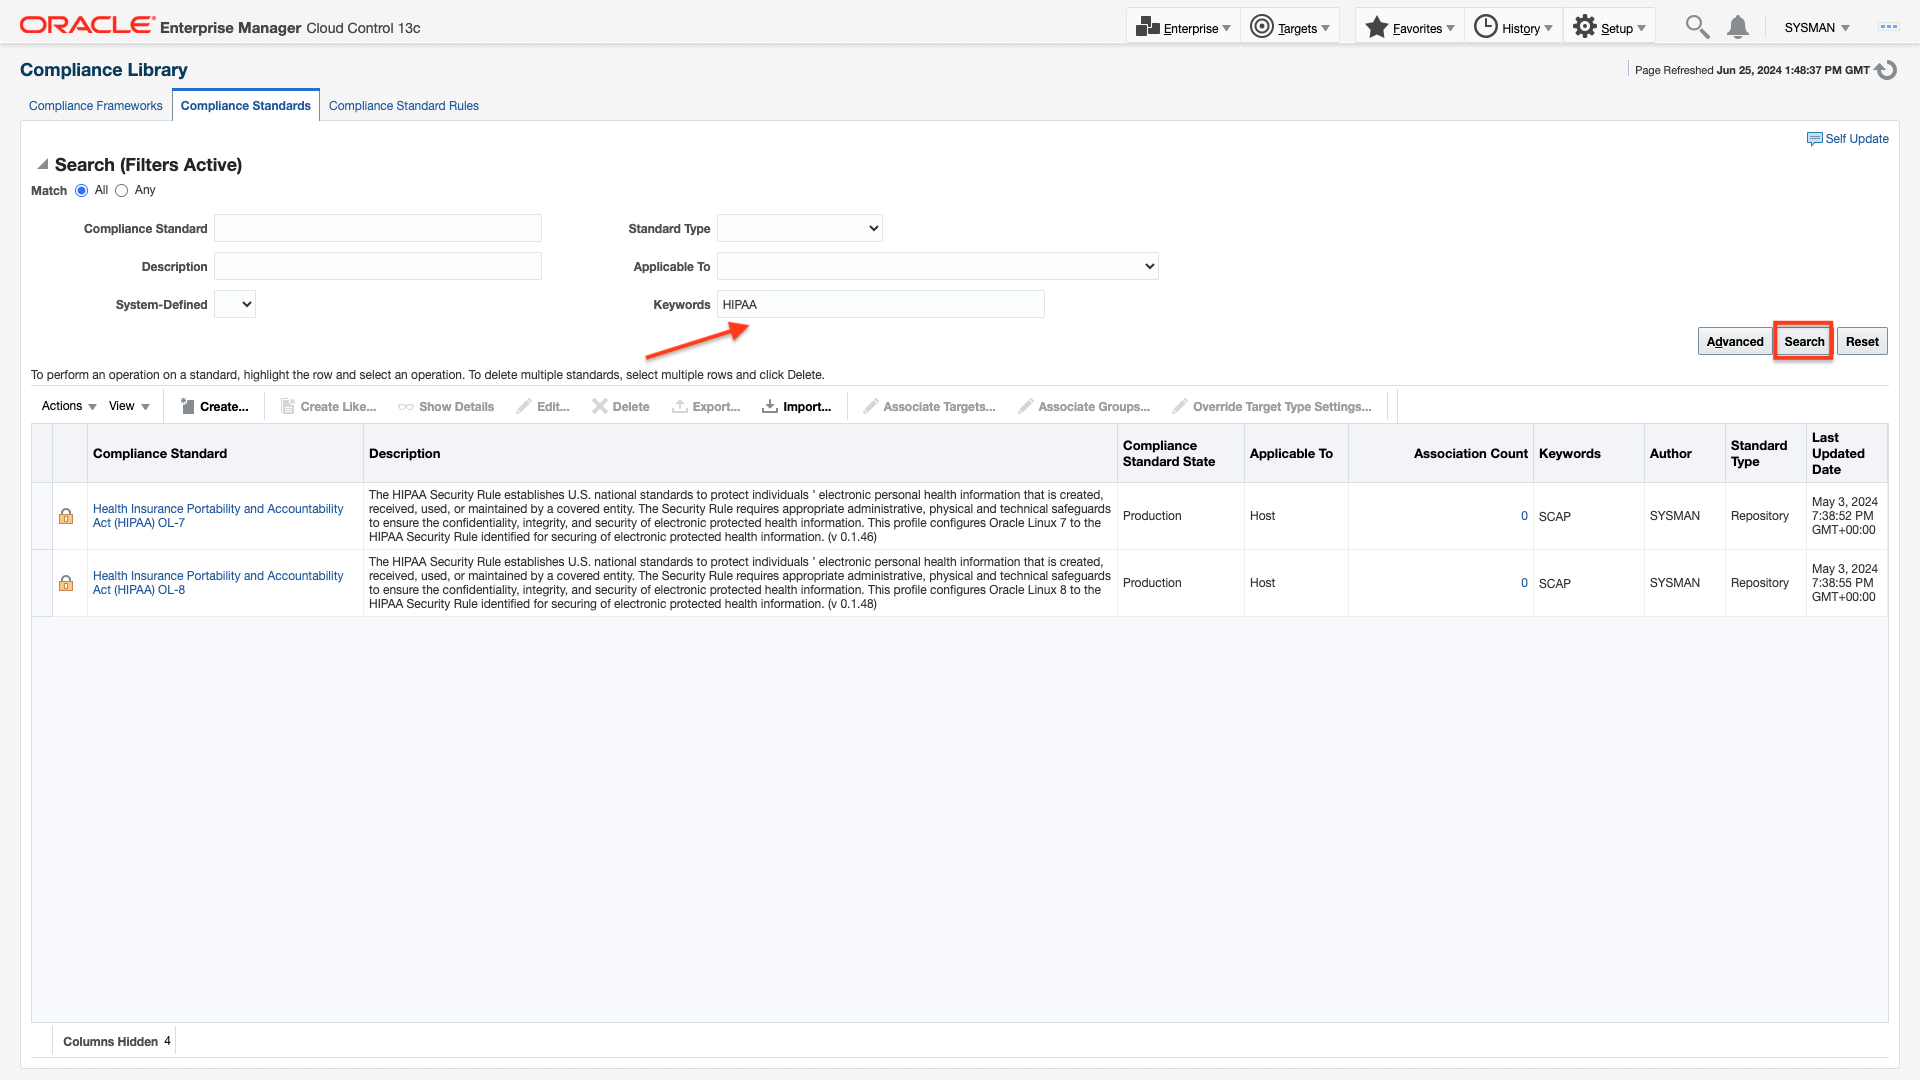 ORACLE Enterprise Manager Cloud Control 13c
Enterprise
Targets
Favorites
History
Setup
SYSMAN
Compliance Library
Page Refreshed Jun 25, 2024 1:48:37 PM GMT
Compliance Frameworks
Compliance Standards
Compliance Standard Rules
Self Update
Search (Filters Active)
Match All Any
Compliance Standard
Standard Type
Description
Applicable To
System-Defined
Keywords HIPAA
Advanced
Search
Reset
To perform an operation on a standard, highlight the row and select an operation. To delete multiple standards, select multiple rows and click Delete.
Actions View Create... Create Like... Show Details Edit... Delete Export... Import... Associate Targets... Associate Groups... Override Target Type Settings...
Compliance Standard
Description
Compliance
Standard State
Applicable To
Association Count
Keywords
Author
Standard
Type
Last
Updated
Date
Health Insurance Portability and Accountability
Act (HIPAA) OL-7
The HIPAA Security Rule establishes U.S. national standards to protect individuals ’ electronic personal health information that is created,
received, used, or maintained by a covered entity. The Security Rule requires appropriate administrative, physical and technical safeguards
to ensure the confidentiality, integrity, and security of electronic protected health information. This profile configures Oracle Linux 7 to the
HIPAA Security Rule identified for securing of electronic protected health information. (v 0.1.46)
Production
Host
0
SCAP
SYSMAN
Repository
May 3, 2024
7:38:52 PM
GMT+00:00
Health Insurance Portability and Accountability
Act (HIPAA) OL-8
The HIPAA Security Rule establishes U.S. national standards to protect individuals ’ electronic personal health information that is created,
received, used, or maintained by a covered entity. The Security Rule requires appropriate administrative, physical and technical safeguards
to ensure the confidentiality, integrity, and security of electronic protected health information. This profile configures Oracle Linux 8 to the
HIPAA Security Rule identified for securing of electronic protected health information. (v 0.1.48)
Production
Host
0
SCAP
SYSMAN
Repository
May 3, 2024
7:38:55 PM
GMT+00:00
Columns Hidden 4